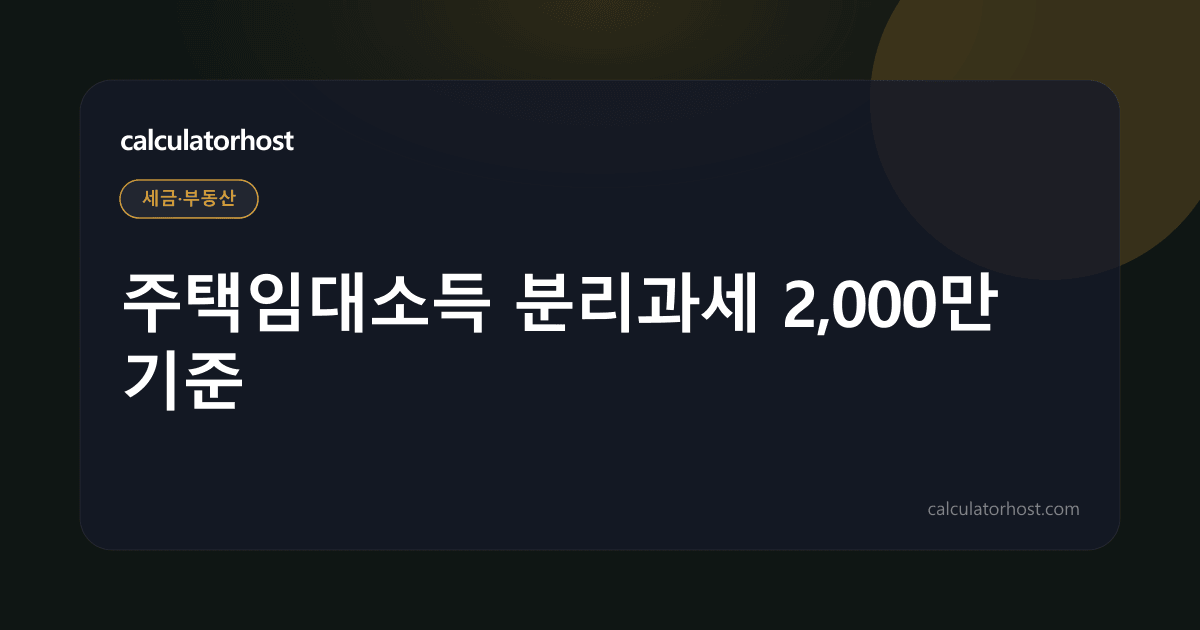 calculatorhost
세금·부동산
주택임대소득 분리과세 2,000만
기준
calculatorhost.com